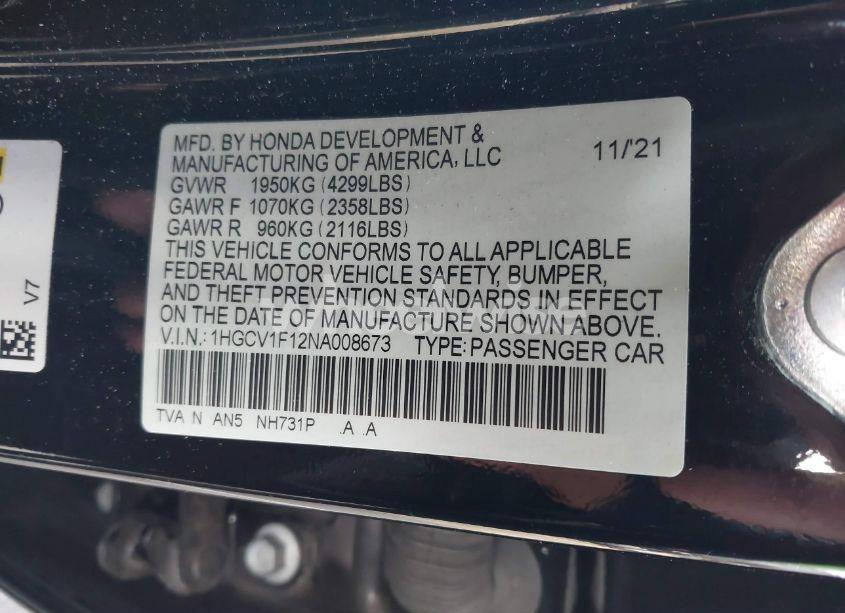 MFD. BY HONDA DEVELOPMENT &
MANUFACTURING OF AMERICA, LLC 11/'21
GVWR 1950KG (4299LBS)
GAWR F 1070KG (2358LBS)
GAWR R 960KG (2116LBS)
THIS VEHICLE CONFORMS TO ALL APPLICABLE
FEDERAL MOTOR VEHICLE SAFETY, BUMPER,
AND THEFT PREVENTION STANDARDS IN EFFECT
ON THE DATE OF MANUFACTURE SHOWN ABOVE.
V.I.N.: 1HGCV1F12NA008673 TYPE: PASSENGER CAR
TVA N AN5 NH731P .A .A
V7